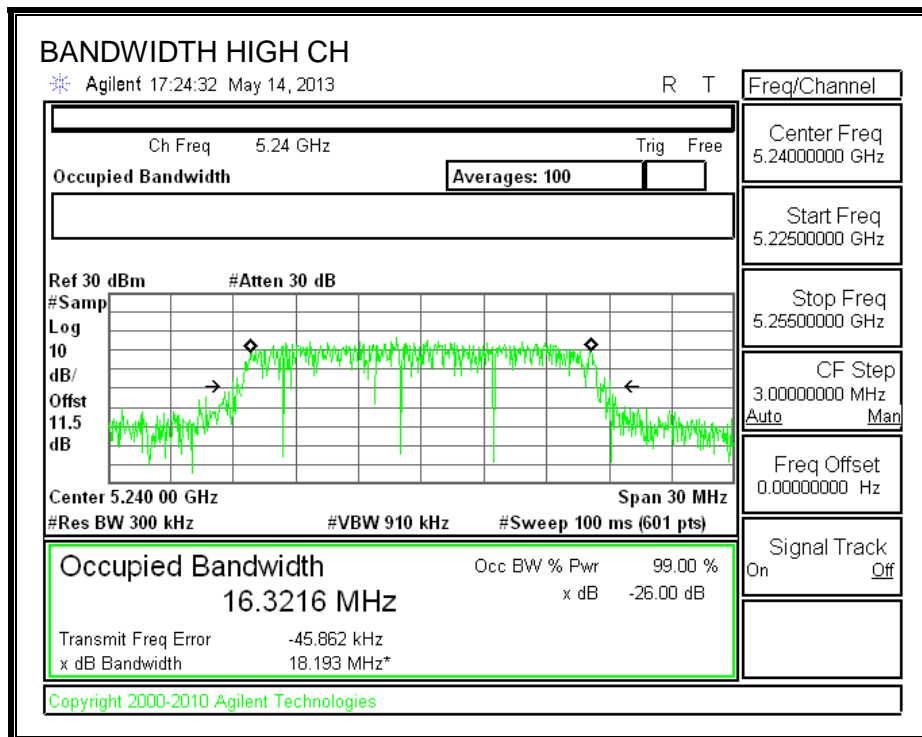 BANDWIDTH HIGH CH
Agilent 17:24:32 May 14, 2013 R T
Ch Freq 5.24 GHz Trig Free
Occupied Bandwidth Averages: 100
Ref 30 dBm #Atten 30 dB
#Samp
Log
10
dB/
Offst
11.5
dB
Center 5.240 00 GHz Span 30 MHz
#Res BW 300 kHz #VBW 910 kHz #Sweep 100 ms (601 pts)
Occupied Bandwidth Occ BW % Pwr 99.00 %
16.3216 MHz x dB -26.00 dB
Transmit Freq Error -45.862 kHz
x dB Bandwidth 18.193 MHz*
Copyright 2000-2010 Agilent Technologies
Freq/Channel
Center Freq
5.24000000 GHz
Start Freq
5.22500000 GHz
Stop Freq
5.25500000 GHz
CF Step
3.00000000 MHz
Auto Man
Freq Offset
0.00000000 Hz
Signal Track
On Off